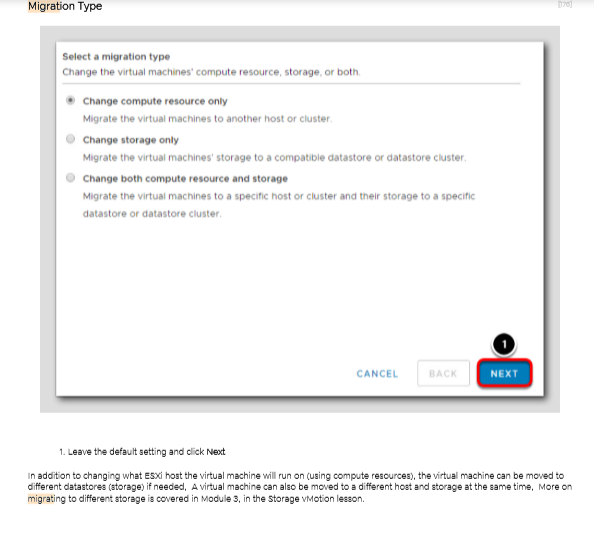 Migration Type
[176]
Select a migration type
Change the virtual machines' compute resource, storage, or both.
Change compute resource only
Migrate the virtual machines to another host or cluster.
Change storage only
Migrate the virtual machines' storage to a compatible datastore or datastore cluster.
Change both compute resource and storage
Migrate the virtual machines to a specific host or cluster and their storage to a specific
datastore or datastore cluster.
1
CANCEL BACK NEXT
1. Leave the default setting and click Next
In addition to changing what ESXi host the virtual machine will run on (using compute resources), the virtual machine can be moved to
different datastores (storage) if needed, A virtual machine can also be moved to a different host and storage at the same time, More on
migrating to different storage is covered in Module 3, in the Storage vMotion lesson.